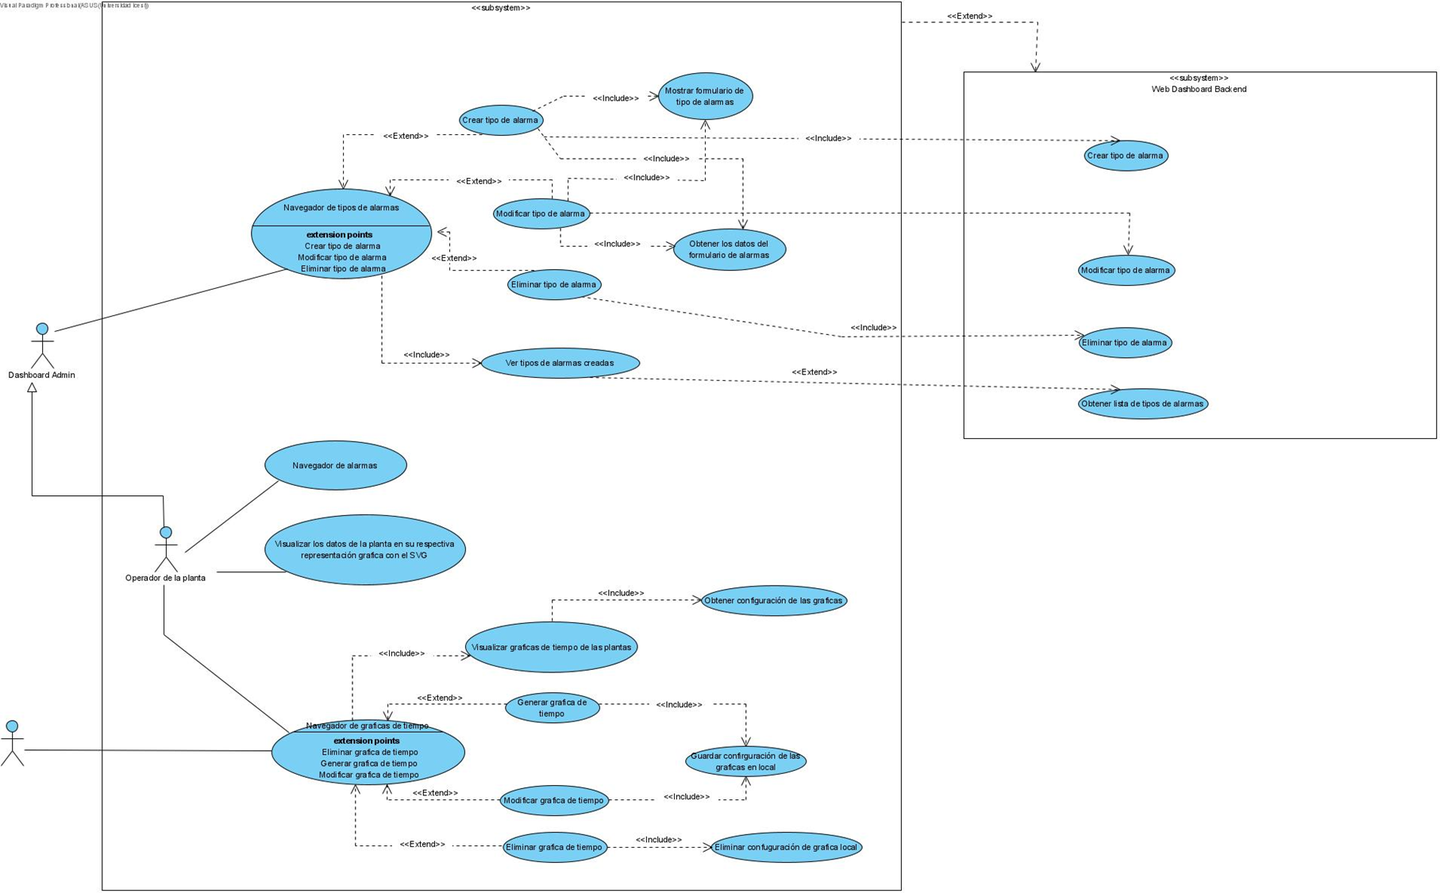 Visual Paradigm Professional(ASUS(Universidad Icesi))
<<subsystem>>
<<Extend>>
<<subsystem>>
Web Dashboard Backend
Mostrar formulario de
tipo de alarmas
<<Include>>
Crear tipo de alarma
<<Extend>>
<<Include>>
Crear tipo de alarma
<<Include>>
<<Extend>>
<<Include>>
Navegador de tipos de alarmas
extension points
Crear tipo de alarma
Modificar tipo de alarma
Eliminar tipo de alarma
Modificar tipo de alarma
<<Include>>
Obtener los datos del
formulario de alarmas
<<Extend>>
Modificar tipo de alarma
Eliminar tipo de alarma
<<Include>>
Eliminar tipo de alarma
<<Include>>
Ver tipos de alarmas creadas
<<Extend>>
Obtener lista de tipos de alarmas
Dashboard Admin
Navegador de alarmas
Visualizar los datos de la planta en su respectiva
representación grafica con el SVG
Operador de la planta
<<Include>>
Obtener configuración de las graficas
Visualizar graficas de tiempo de las plantas
<<Include>>
<<Extend>>
Generar grafica de
tiempo
<<Include>>
Navegador de graficas de tiempo
extension points
Eliminar grafica de tiempo
Generar grafica de tiempo
Modificar grafica de tiempo
Guardar confirguración de las
graficas en local
<<Extend>>
Modificar grafica de tiempo
<<Include>>
<<Extend>>
Eliminar grafica de tiempo
<<Include>>
Eliminar confuguración de grafica local